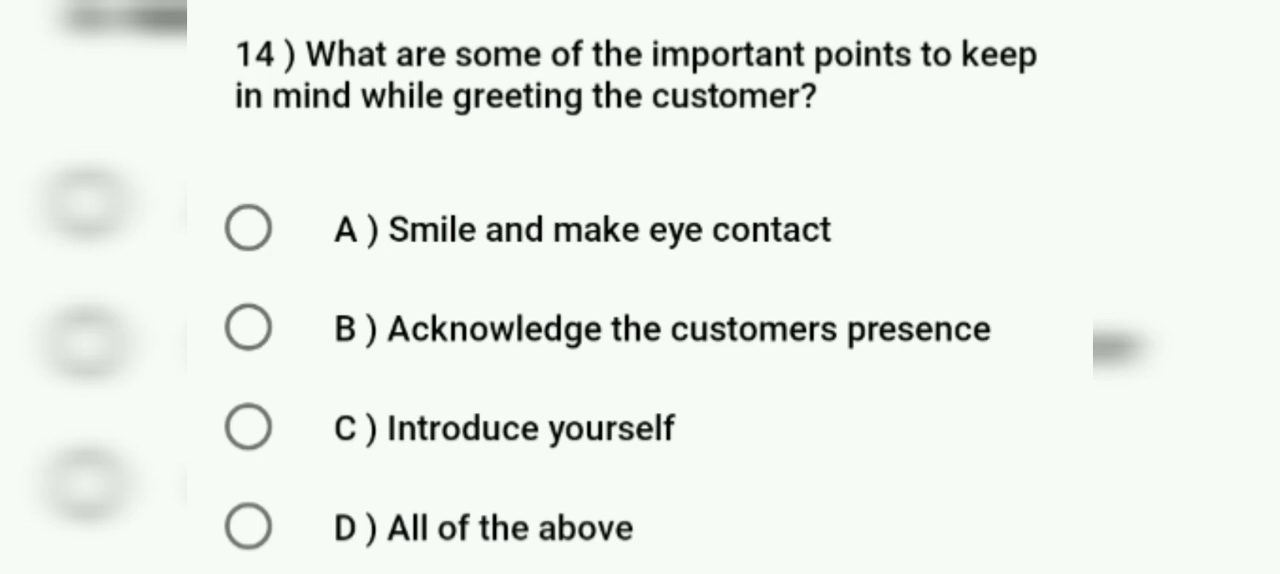 14 ) What are some of the important points to keep
in mind while greeting the customer?
A ) Smile and make eye contact
B ) Acknowledge the customers presence
C ) Introduce yourself
D ) All of the above